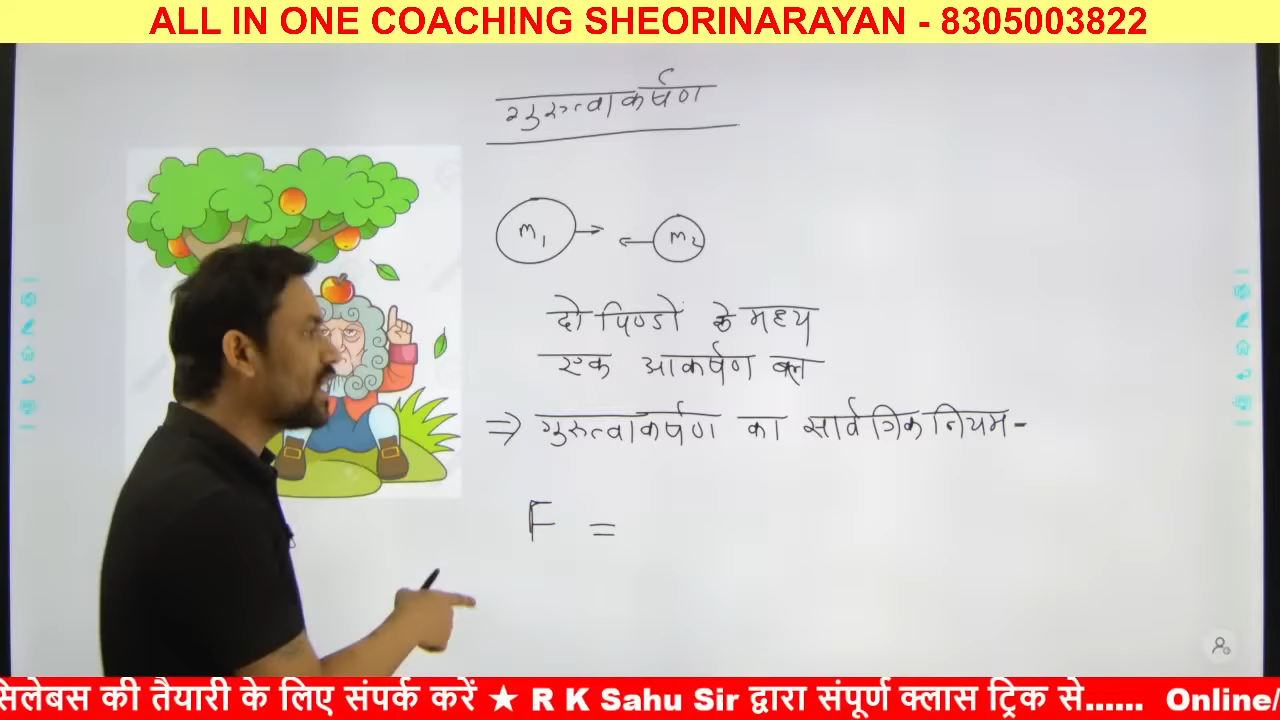 ALL IN ONE COACHING SHEORINARAYAN - 8305003822
गुरुत्वाकर्षण
m1 m2
दो पिण्डों के मध्य
एक आकर्षण बल
⇒ गुरुत्वाकर्षण का सार्वत्रिक नियम -
F =
सिलेबस की तैयारी के लिए संपर्क करें ★ R K Sahu Sir द्वारा संपूर्ण क्लास ट्रिक से...... Online/